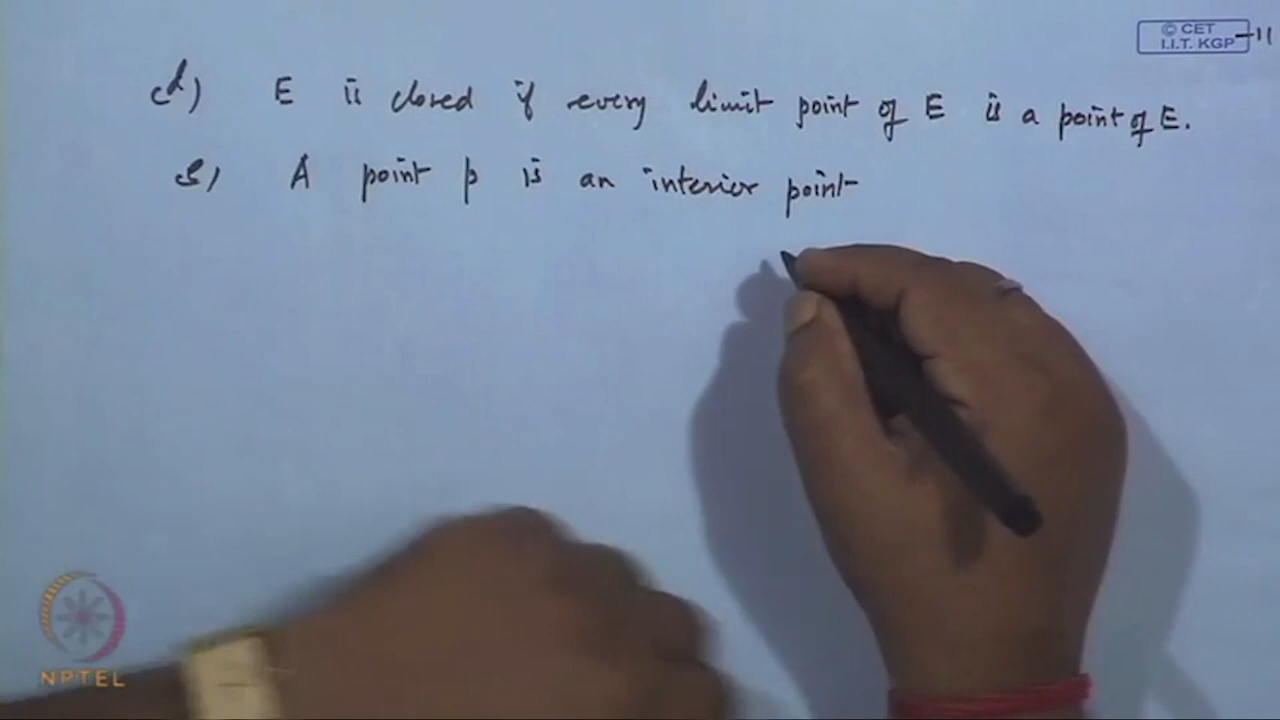 © CET
I.I.T. KGP
11
(d) E is closed if every limit point of E is a point of E.
A point p is an interior point
NPTEL